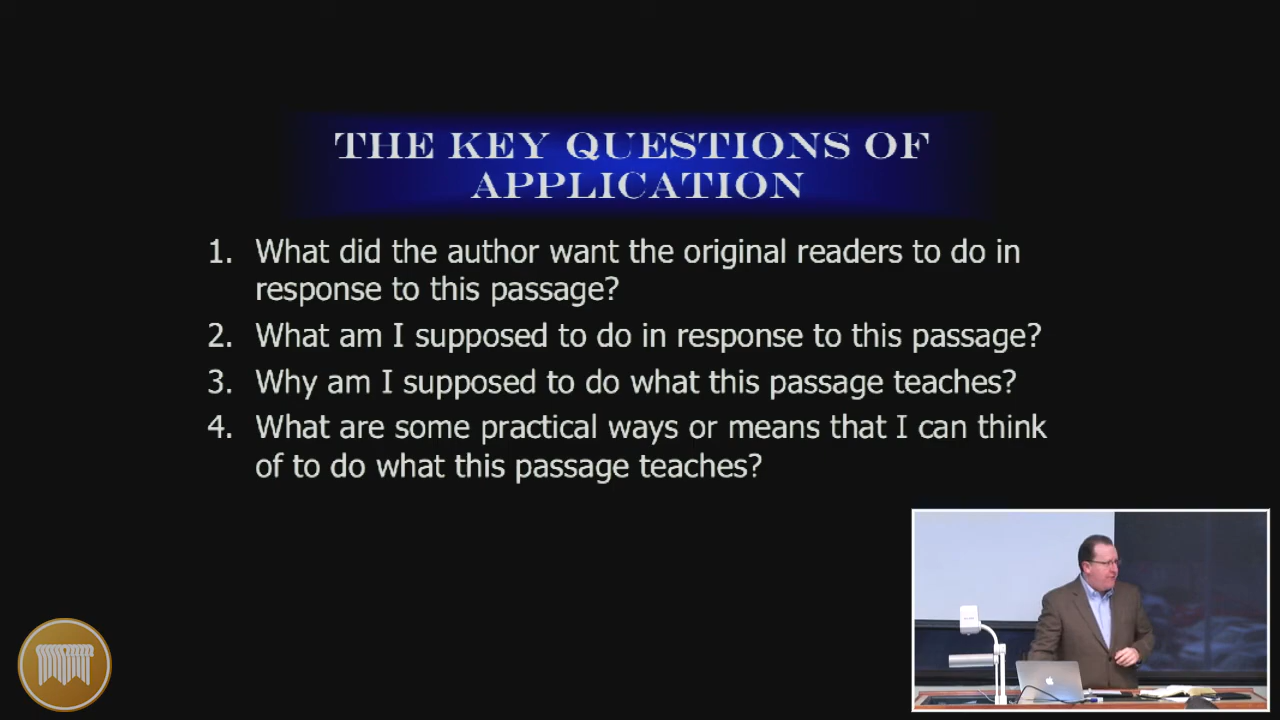 THE KEY QUESTIONS OF
APPLICATION
1. What did the author want the original readers to do in
response to this passage?
2. What am I supposed to do in response to this passage?
3. Why am I supposed to do what this passage teaches?
4. What are some practical ways or means that I can think
of to do what this passage teaches?